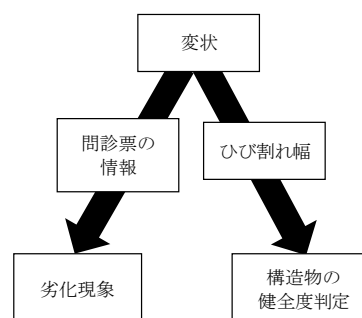 変状
問診票の
情報
ひび割れ幅
劣化現象
構造物の
健全度判定